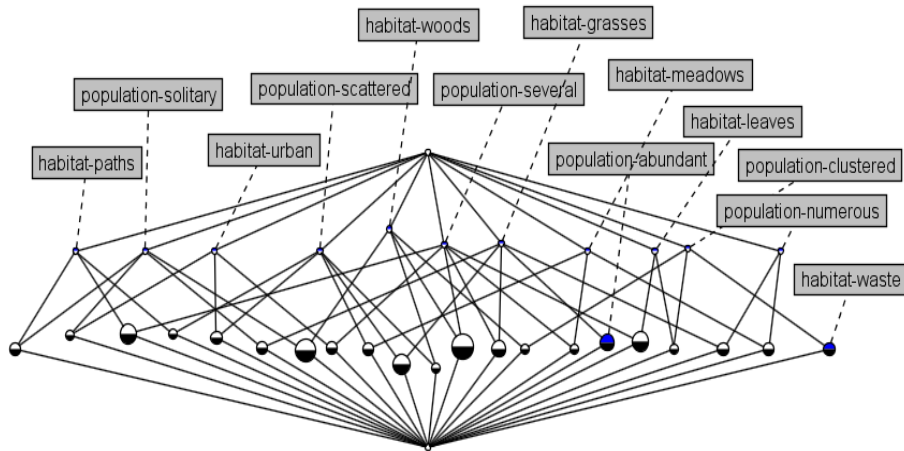 habitat-woods
habitat-grasses
habitat-meadows
population-solitary
population-scattered
population-several
habitat-leaves
habitat-paths
habitat-urban
population-abundant
population-clustered
population-numerous
habitat-waste